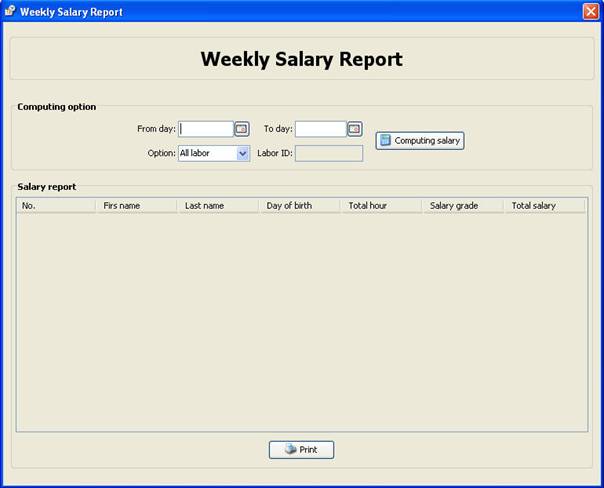 Weekly Salary Report
Weekly Salary Report
Computing option
From day: To day:
Computing salary
Option: All labor Labor ID:
Salary report
No. Firs name Last name Day of birth Total hour Salary grade Total salary
Print